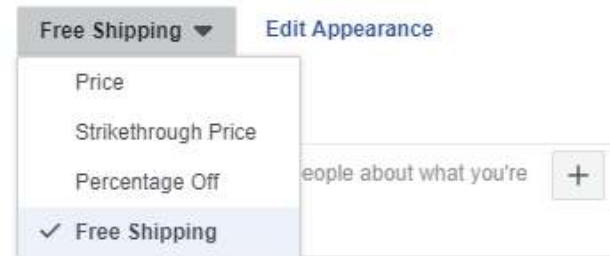 Free Shipping Edit Appearance
Price
Strikethrough Price
Percentage Off
eople about what you're +
Free Shipping